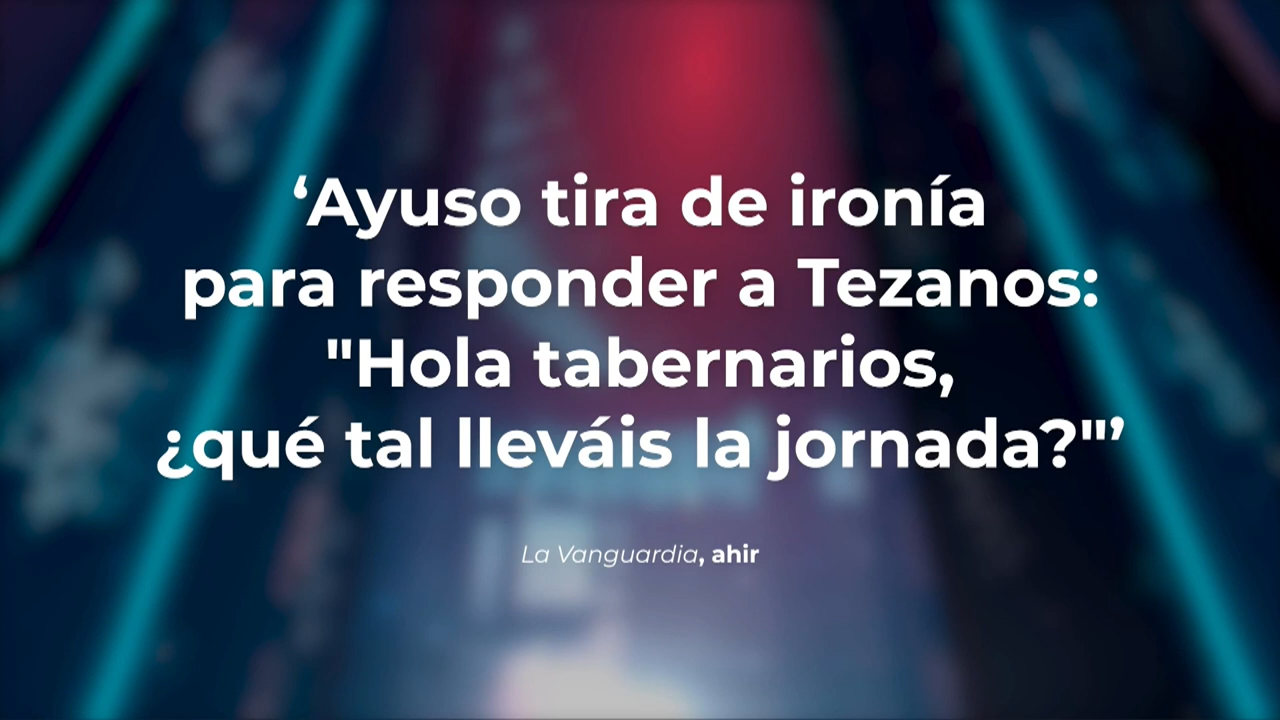 ‘Ayuso tira de ironía
para responder a Tezanos:
"Hola tabernarios,
¿qué tal lleváis la jornada?"’
La Vanguardia, ahir